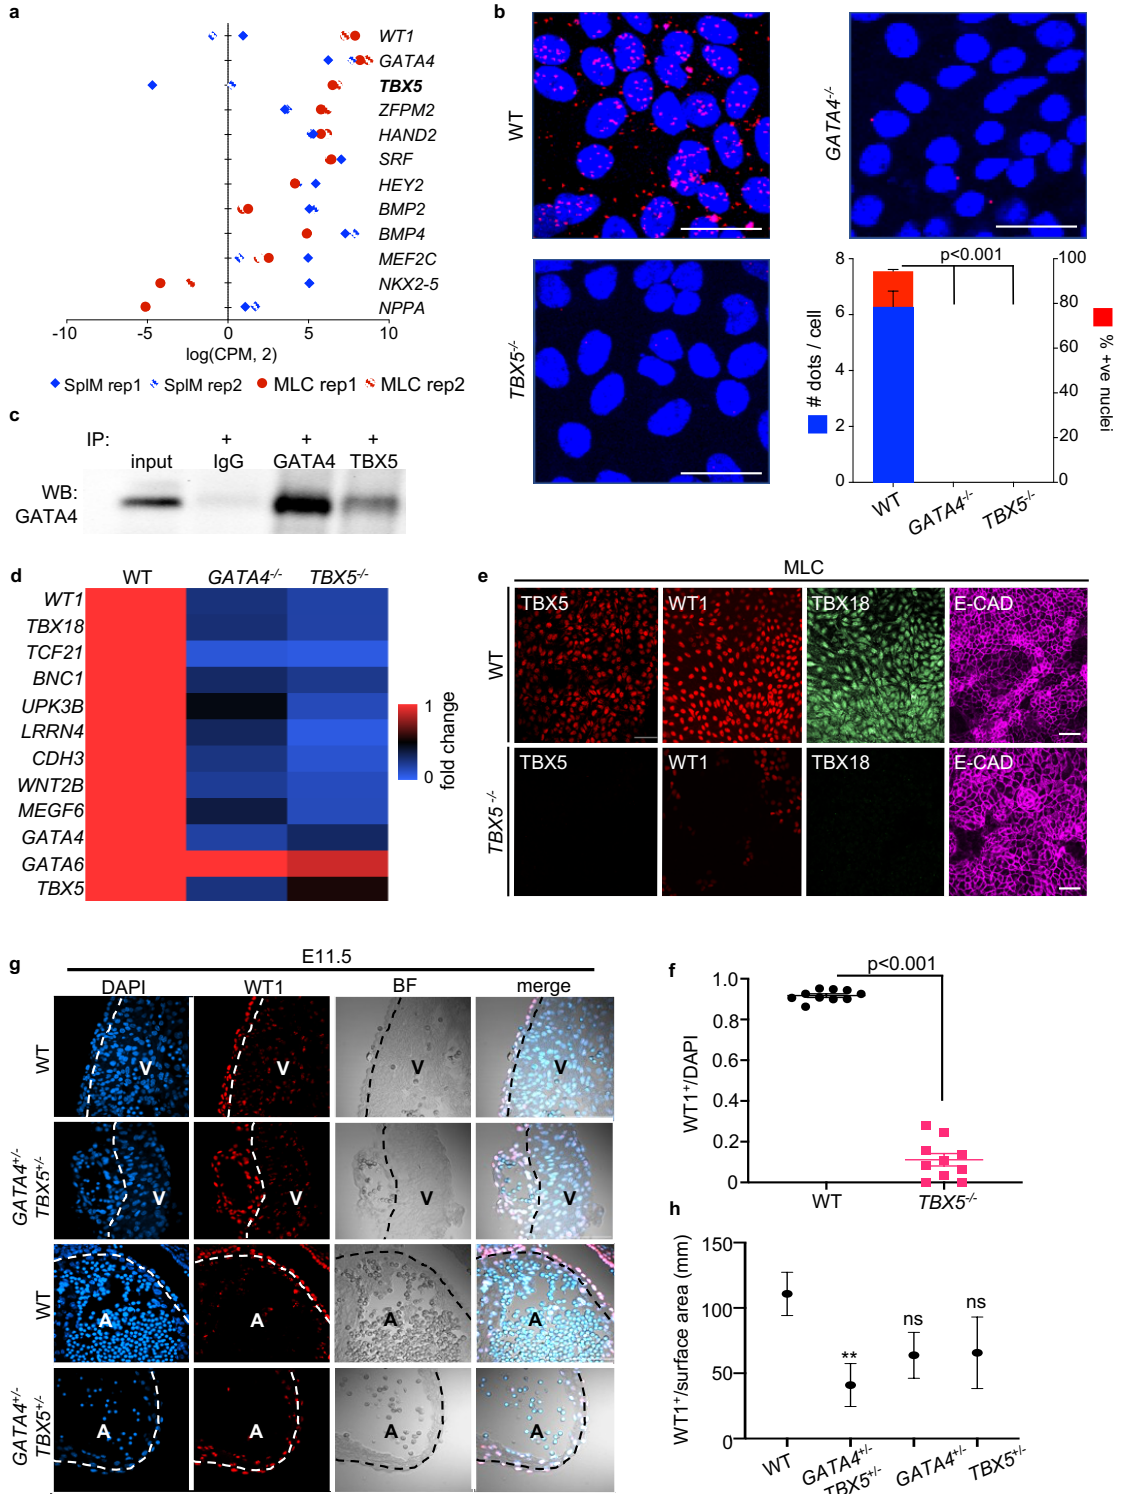 a
WT1
GATA4
TBX5
ZFPM2
HAND2
SRF
HEY2
BMP2
BMP4
MEF2C
NKX2-5
NPPA
-10 -5 0 5 10
log(CPM, 2)
SplM rep1 SplM rep2 MLC rep1 MLC rep2
b
WT
GATA4-/-
TBX5-/-
p<0.001
8
6
4
2
0
# dots / cell
100
80
60
40
20
0
% +ve nuclei
WT GATA4-/- TBX5-/-
c
IP: + + +
input IgG GATA4 TBX5
WB:
GATA4
d
WT GATA4-/- TBX5-/-
WT1
TBX18
TCF21
BNC1
UPK3B
LRRN4
CDH3
WNT2B
MEGF6
GATA4
GATA6
TBX5
1
0
fold change
e
MLC
WT
TBX5 WT1 TBX18 E-CAD
TBX5-/-
TBX5 WT1 TBX18 E-CAD
g
E11.5
DAPI WT1 BF merge
WT
V V V
GATA4+/-
TBX5+/-
V V V
WT
A A A
GATA4+/-
TBX5+/-
A A A
f
p<0.001
1.0
0.8
0.6
0.4
0.2
0
WT1+/DAPI
WT TBX5-/-
h
150
100
50
0
WT1+/surface area (mm)
** ns ns
WT
GATA4+/-
TBX5+/-
GATA4+/-
TBX5+/-